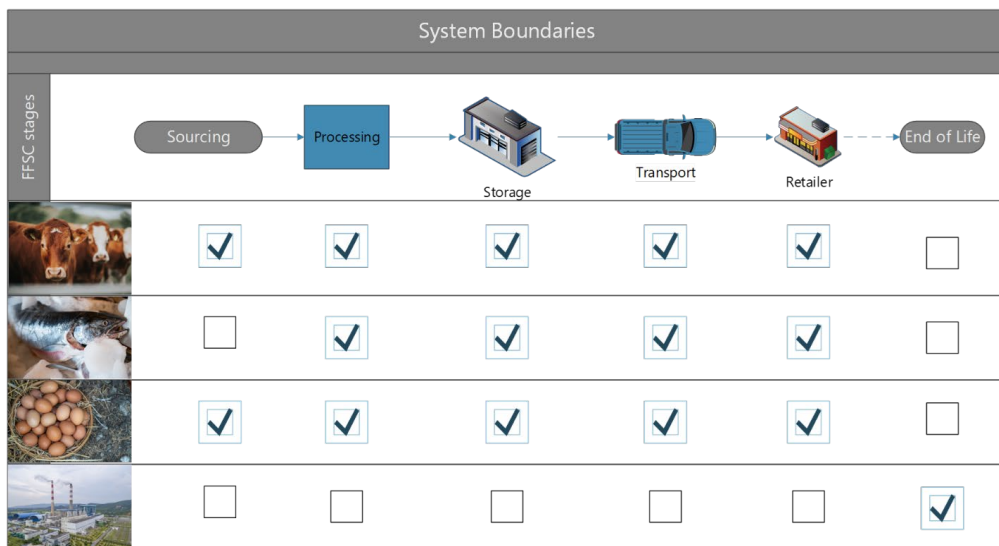 System Boundaries
FFSC stages
Sourcing
Processing
Storage
Transport
Retailer
End of Life